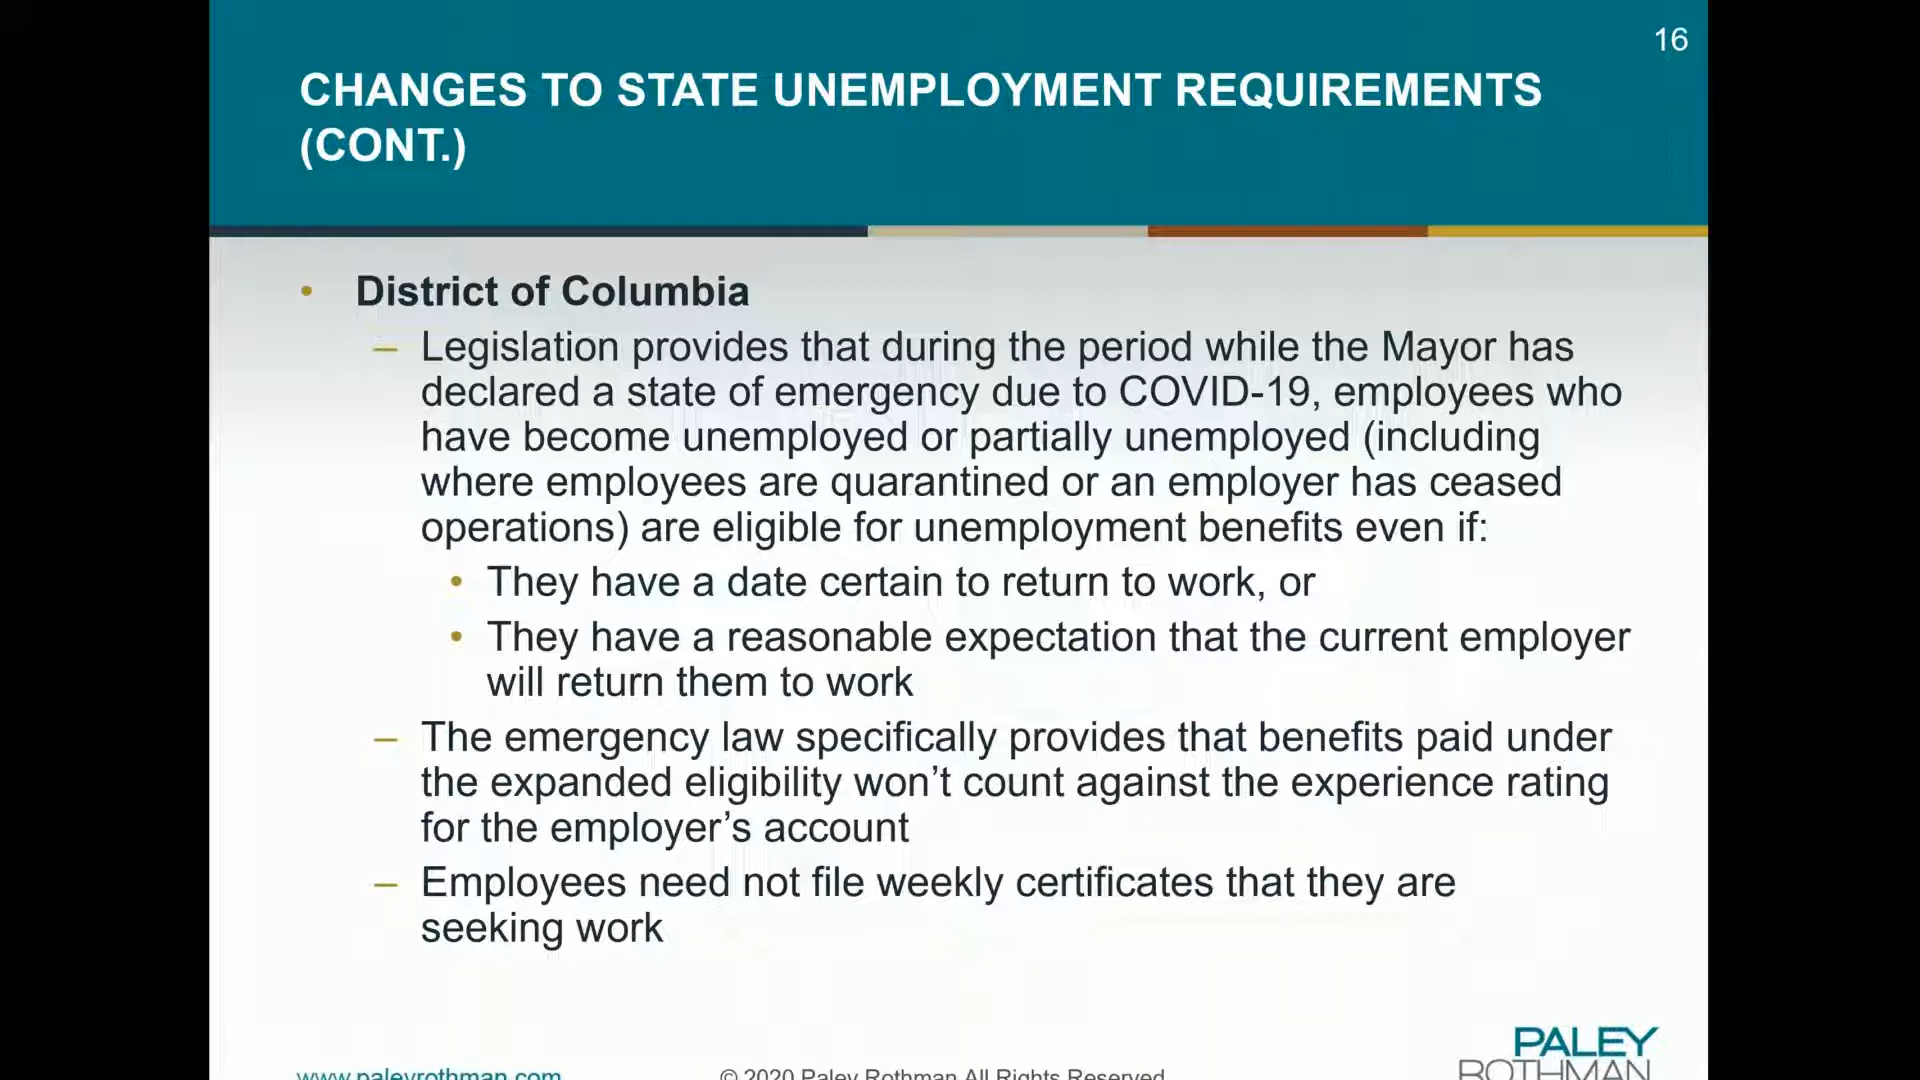 16
CHANGES TO STATE UNEMPLOYMENT REQUIREMENTS
(CONT.)
• District of Columbia
– Legislation provides that during the period while the Mayor has
declared a state of emergency due to COVID-19, employees who
have become unemployed or partially unemployed (including
where employees are quarantined or an employer has ceased
operations) are eligible for unemployment benefits even if:
• They have a date certain to return to work, or
• They have a reasonable expectation that the current employer
will return them to work
– The emergency law specifically provides that benefits paid under
the expanded eligibility won’t count against the experience rating
for the employer’s account
– Employees need not file weekly certificates that they are
seeking work
www.paleyrothman.com
© 2020 Paley Rothman All Rights Reserved
PALEY
ROTHMAN